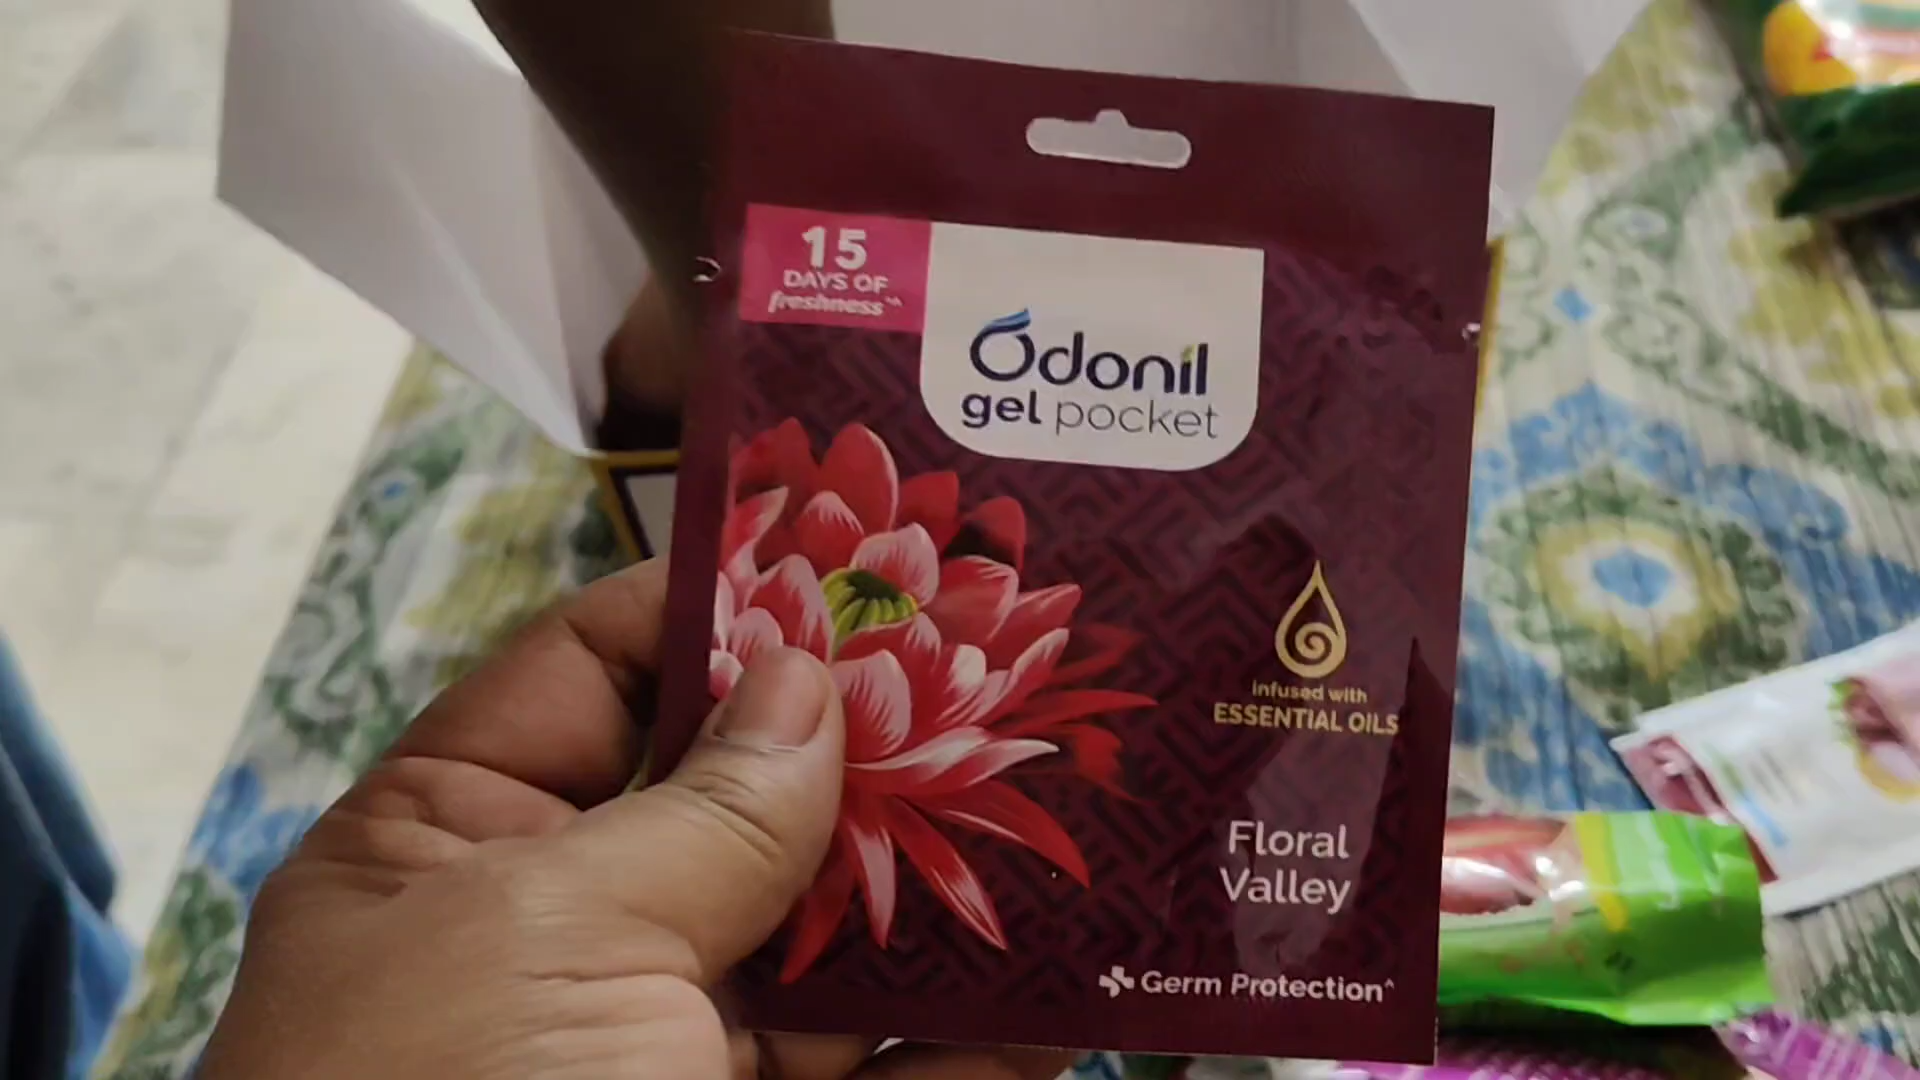 15
DAYS OF
freshness^^
Odonil
gel pocket
infused with
ESSENTIAL OILS
Floral
Valley
Germ Protection^